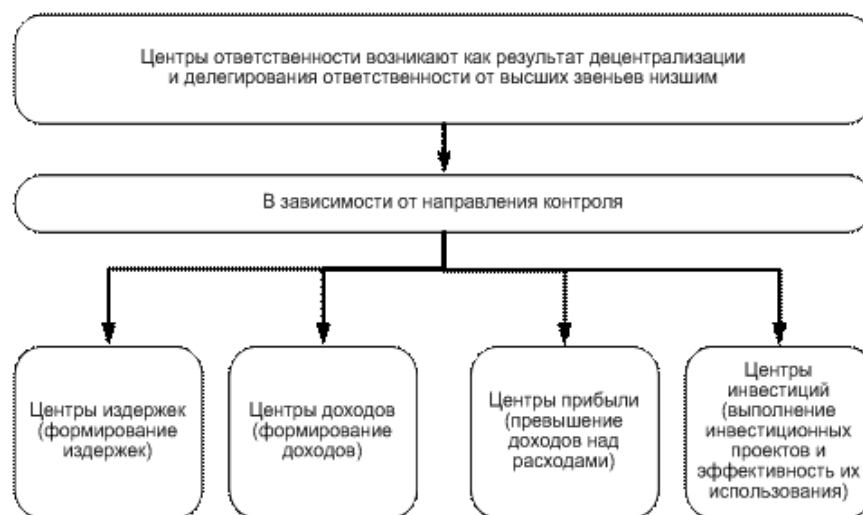 Центры ответственности возникают как результат децентрализации
и делегирования ответственности от высших звеньев низшим
В зависимости от направления контроля
Центры издержек
(формирование
издержек)
Центры доходов
(формирование
доходов)
Центры прибыли
(превышение
доходов над
расходами)
Центры
инвестиций
(выполнение
инвестиционных
проектов и
эффективность их
использования)